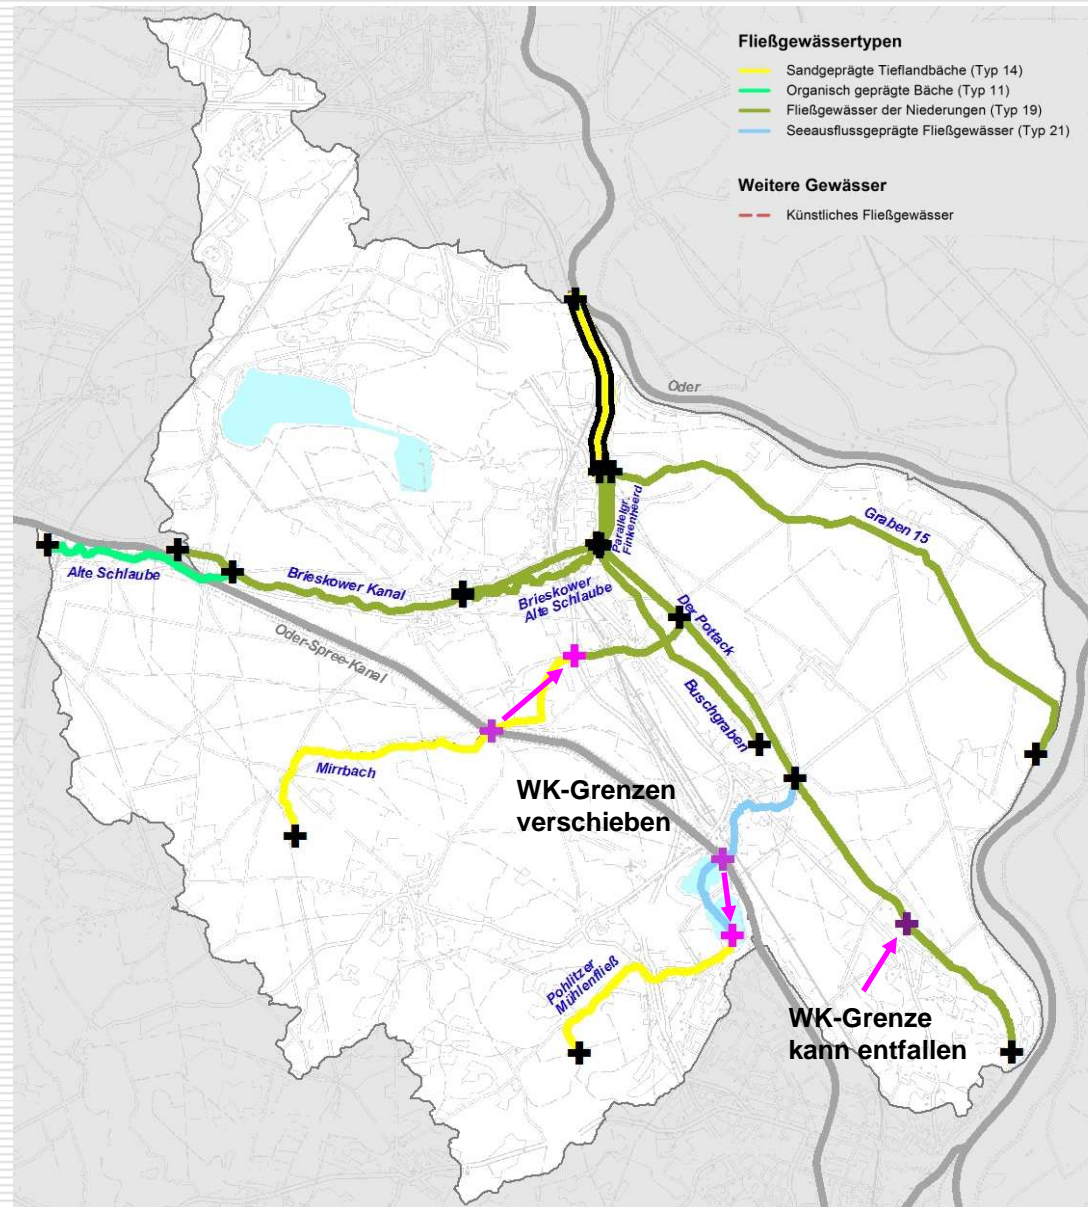 Fließgewässertypen
Sandgeprägte Tieflandbäche (Typ 14)
Organisch geprägte Bäche (Typ 11)
Fließgewässer der Niederungen (Typ 19)
Seeausflussgeprägte Fließgewässer (Typ 21)
Weitere Gewässer
Künstliches Fließgewässer
Oder
Parallelgr.
Finkenheerd
Graben 15
Alte Schlaube
Brieskower Kanal
Brieskower
Alte Schlaube
Der Pottack
Oder-Spree-Kanal
Buschgraben
Mirrbach
WK-Grenzen
verschieben
Pohlitzer
Mühlenfließ
WK-Grenze
kann entfallen